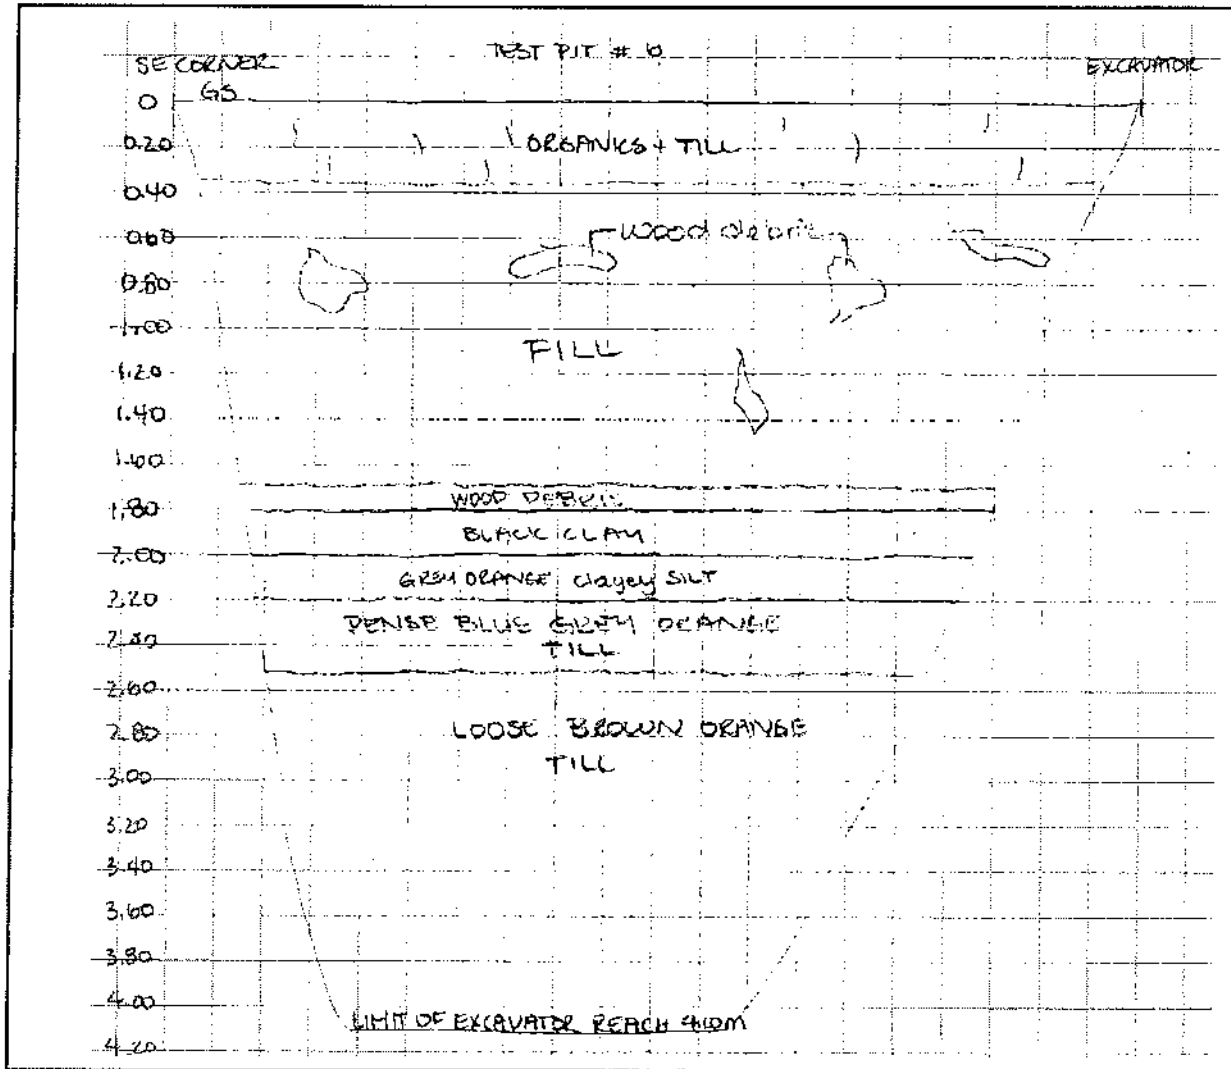 TEST PIT # 6
SE CORNER
EXCAVATOR
GS
0
0.20
ORGANICS + TILL
0.40
0.60
Wood debris
0.80
1.00
FILL
1.20
1.40
1.60
WOOD DEBRIS
1.80
BLACK CLAY
2.00
GREY ORANGE clayey SILT
2.20
DENSE BLUE GREY ORANGE
2.40
TILL
2.60
LOOSE BROWN ORANGE
2.80
TILL
3.00
3.20
3.40
3.60
3.80
4.00
LIMIT OF EXCAVATOR REACH 4.10M
4.20